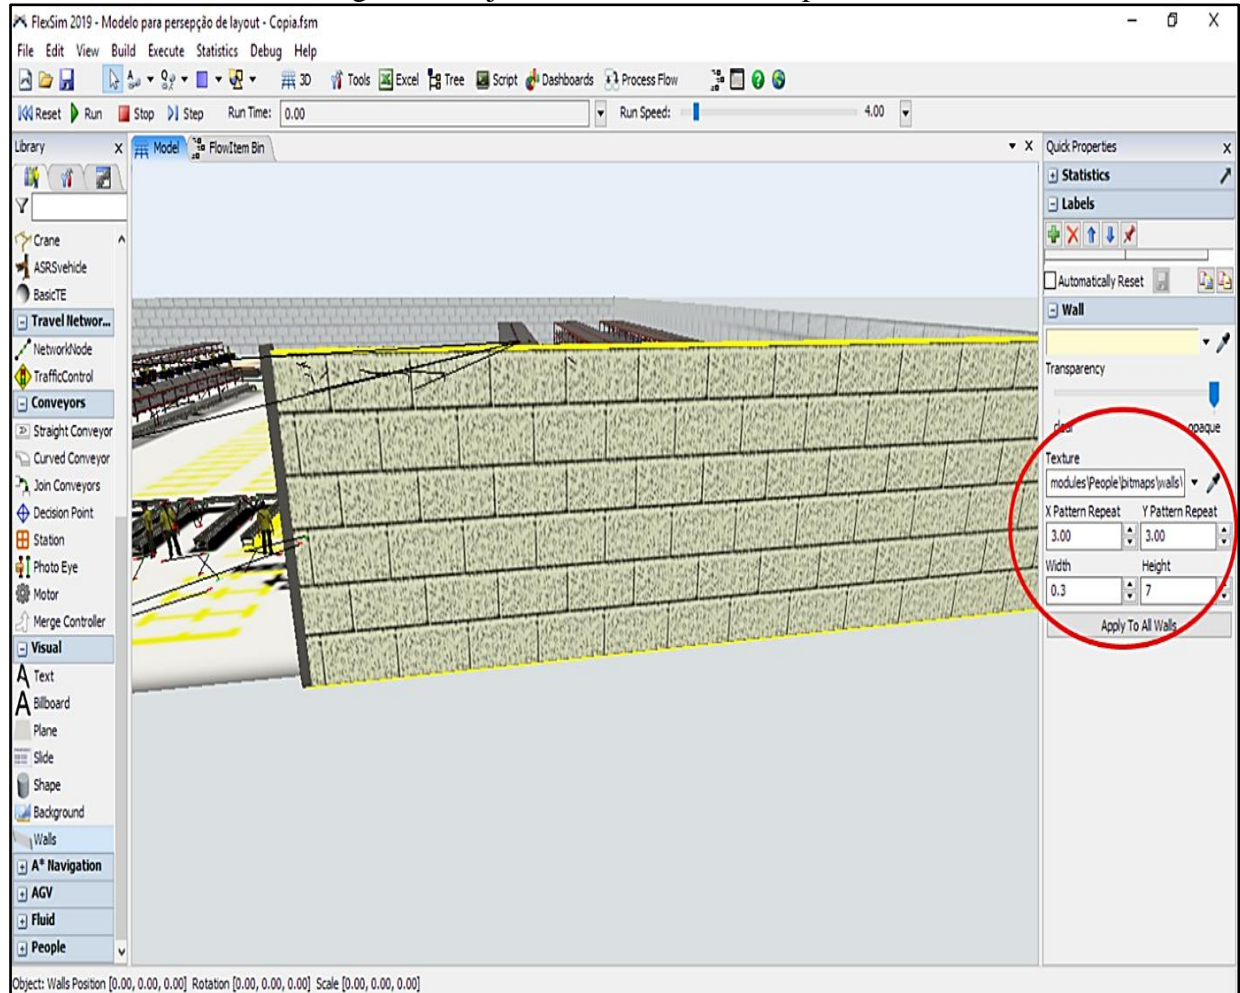 FlexSim 2019 - Modelo para persepção de layout - Copia.fsm
File Edit View Build Execute Statistics Debug Help
3D Tools Excel Tree Script Dashboards Process Flow
Reset Run Stop Step Run Time: 0.00 Run Speed: 4.00
Library X Model FlowItem Bin X Quick Properties X
Statistics
Labels
Crane
ASRSvehicle
BasicTE
Travel Networ...
NetworkNode
TrafficControl
Conveyors
Straight Conveyor
Curved Conveyor
Join Conveyors
Decision Point
Station
Photo Eye
Motor
Merge Controller
Visual
Text
Billboard
Plane
Slide
Shape
Background
Walls
A* Navigation
AGV
Fluid
People
Automatically Reset
Wall
Transparency
clear opaque
Texture
modules\People\bitmaps\walls\
X Pattern Repeat Y Pattern Repeat
3.00 3.00
Width Height
0.3 7
Apply To All Walls
Object: Walls Position [0.00, 0.00, 0.00] Rotation [0.00, 0.00, 0.00] Scale [0.00, 0.00, 0.00]